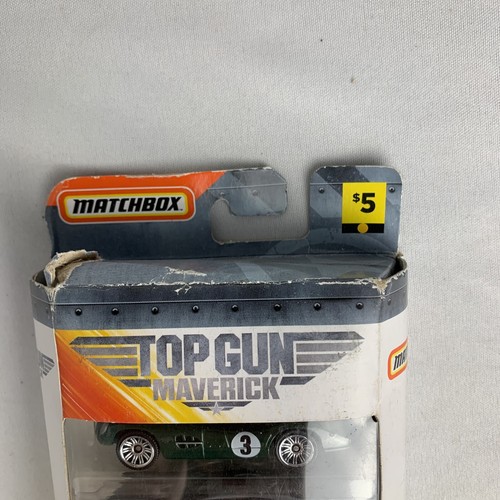 MATCHBOX
$5
TOP GUN
MAVERICK
3